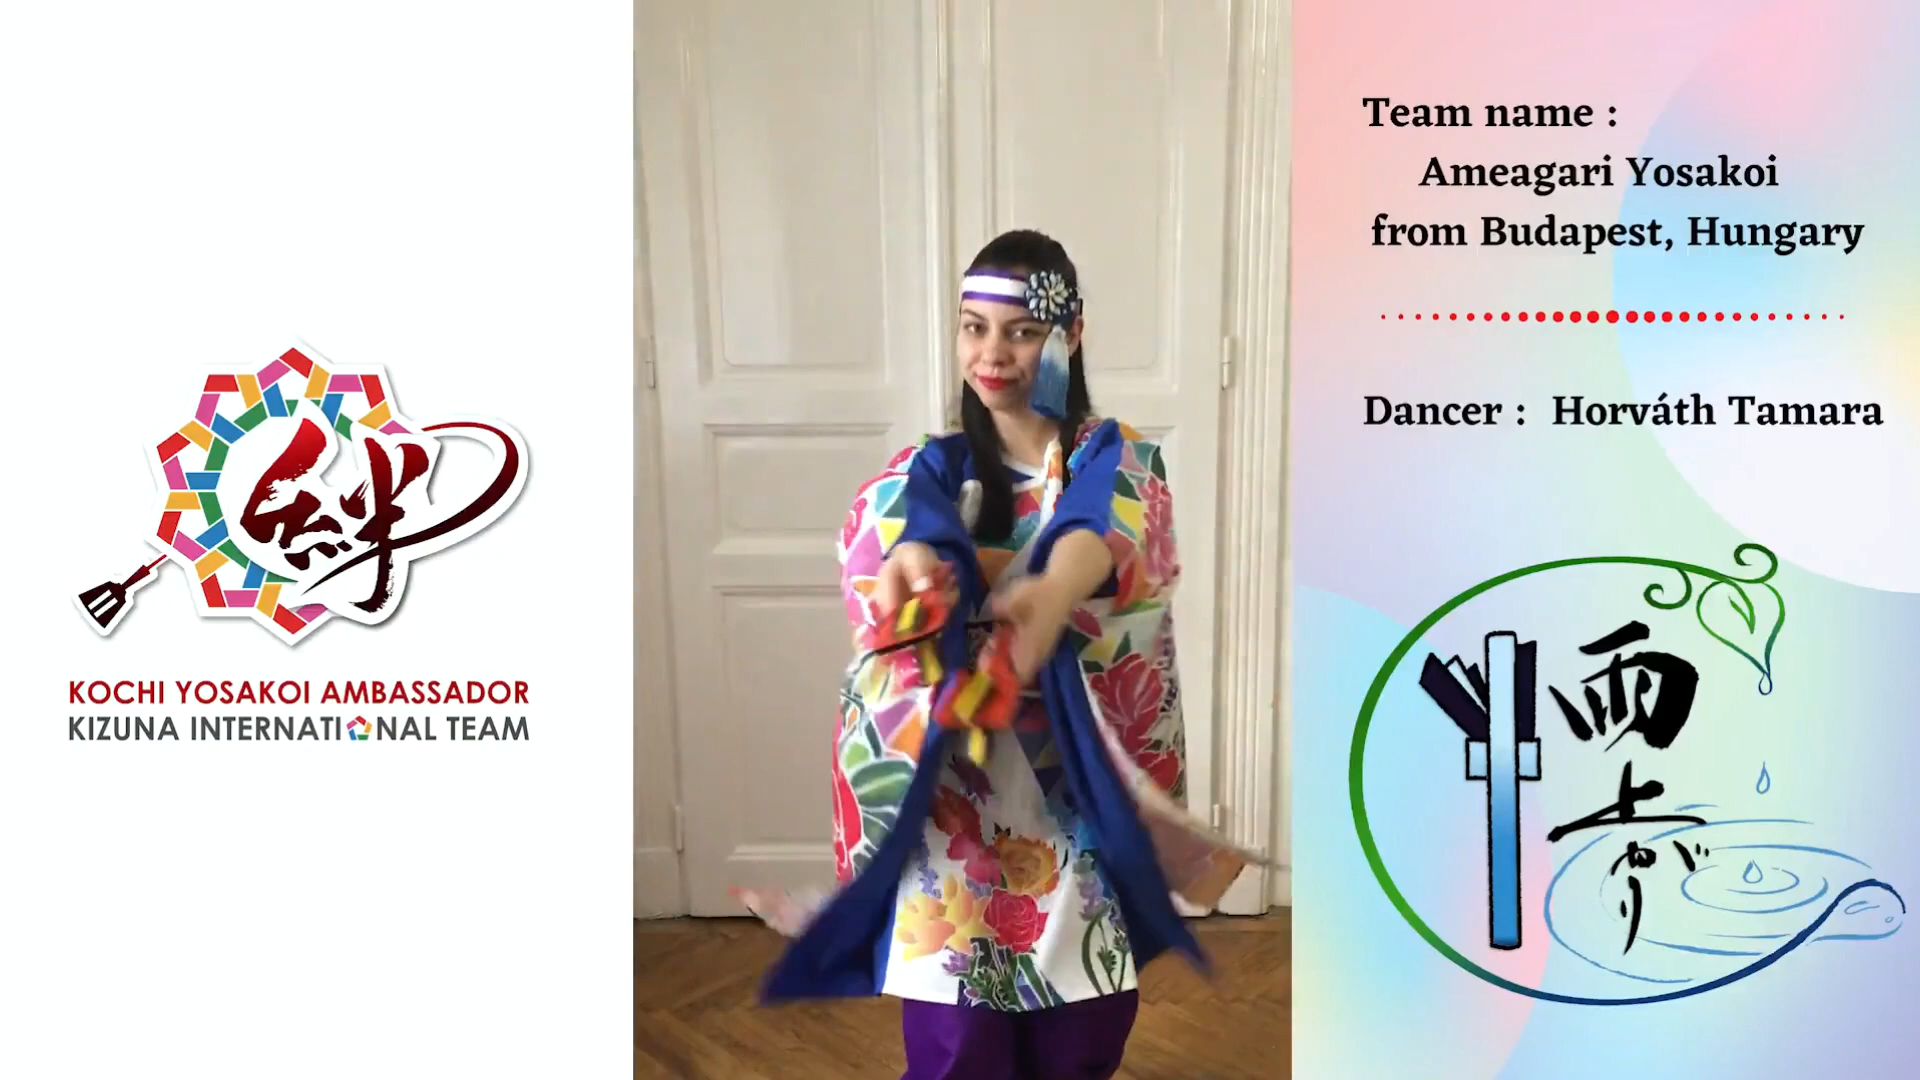 絆
KOCHI YOSAKOI AMBASSADOR
KIZUNA INTERNATIONAL TEAM
Team name :
Ameagari Yosakoi
from Budapest, Hungary
Dancer : Horváth Tamara
雨上がり